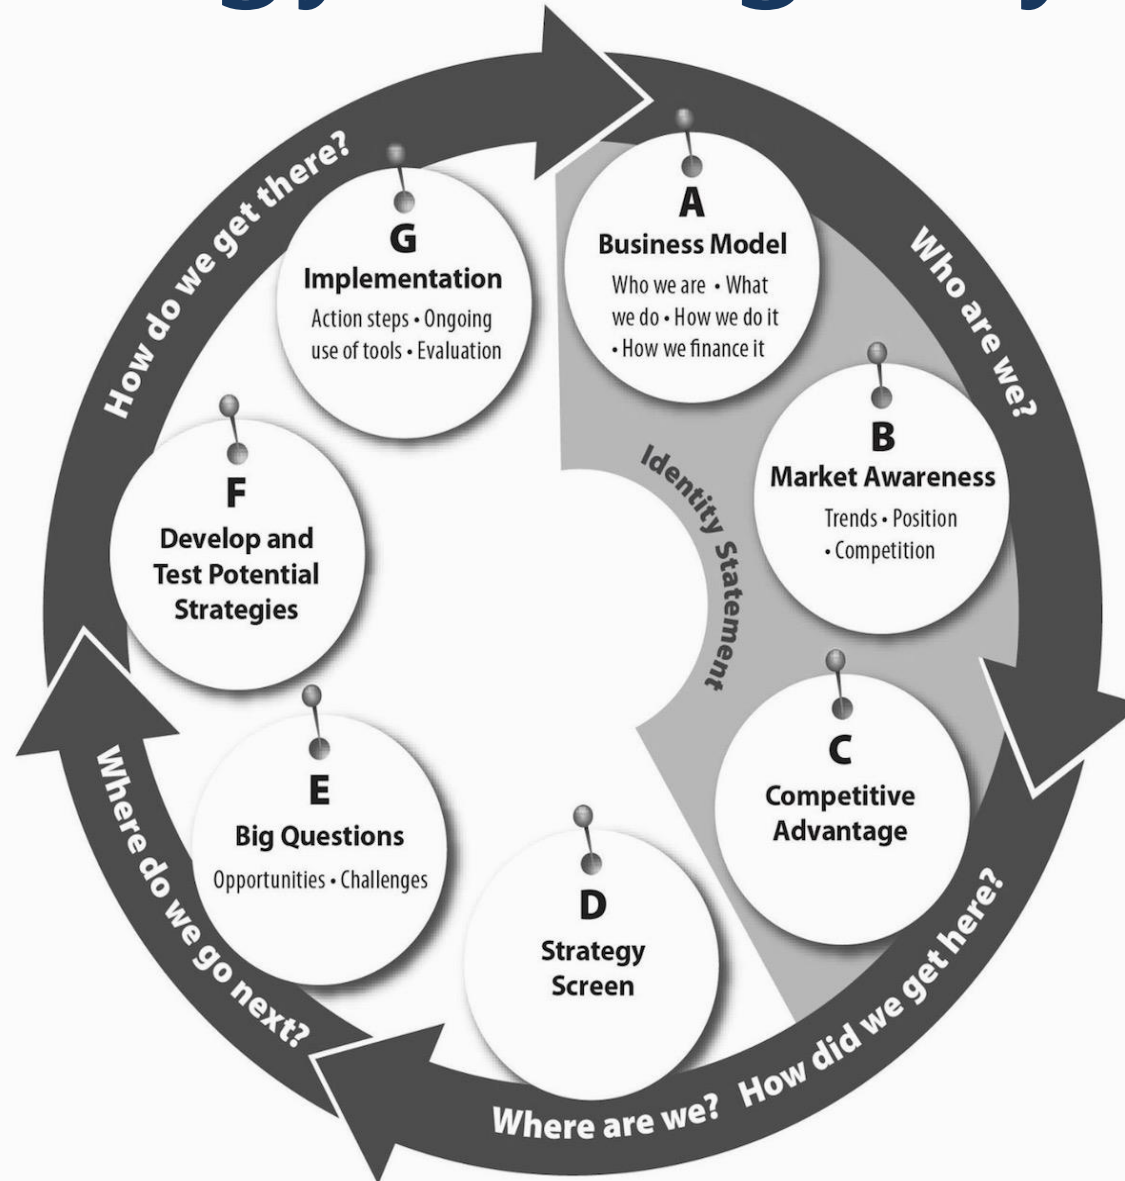 A
Business Model
Who we are • What
we do • How we do it
• How we finance it
B
Market Awareness
Trends • Position
• Competition
C
Competitive
Advantage
D
Strategy
Screen
E
Big Questions
Opportunities • Challenges
F
Develop and
Test Potential
Strategies
G
Implementation
Action steps • Ongoing
use of tools • Evaluation
Identity Statement
Who are we?
How did we get here?
Where are we?
Where do we go next?
How do we get there?